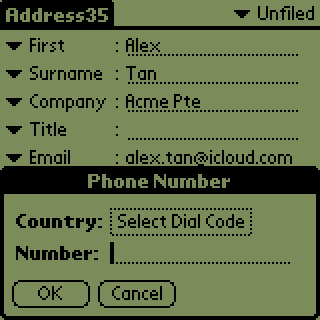 Address35 Unfiled
First : Alex
Surname : Tan
Company : Acme Pte
Title :
Email : alex.tan@icloud.com
Phone Number
Country: Select Dial Code
Number:
OK Cancel